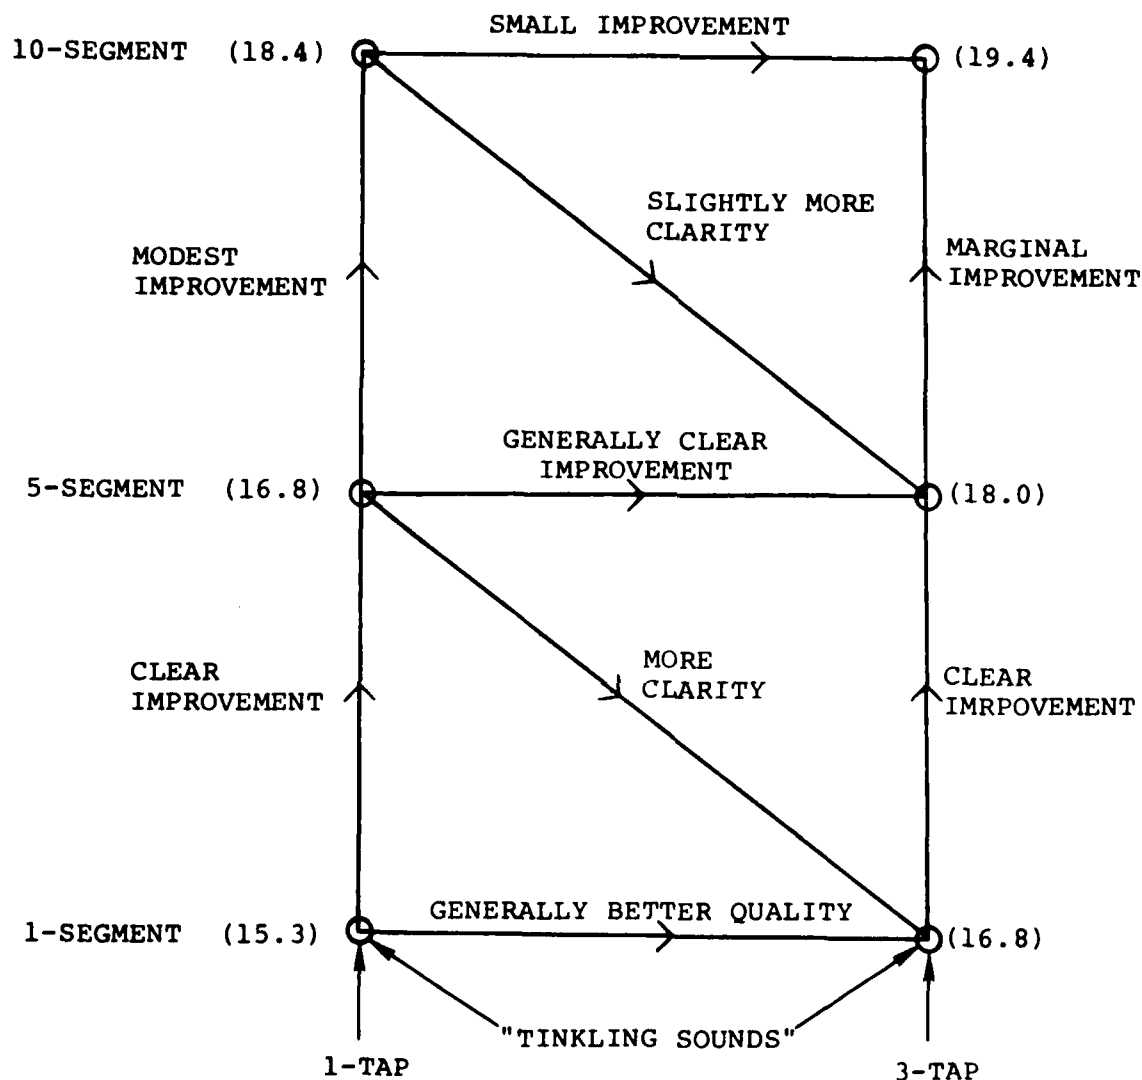 SMALL IMPROVEMENT
10-SEGMENT (18.4) (19.4)
SLIGHTLY MORE
CLARITY
MODEST
IMPROVEMENT
MARGINAL
IMPROVEMENT
GENERALLY CLEAR
IMPROVEMENT
5-SEGMENT (16.8) (18.0)
MORE
CLARITY
CLEAR
IMPROVEMENT
CLEAR
IMRPOVEMENT
GENERALLY BETTER QUALITY
1-SEGMENT (15.3) (16.8)
"TINKLING SOUNDS"
1-TAP
3-TAP